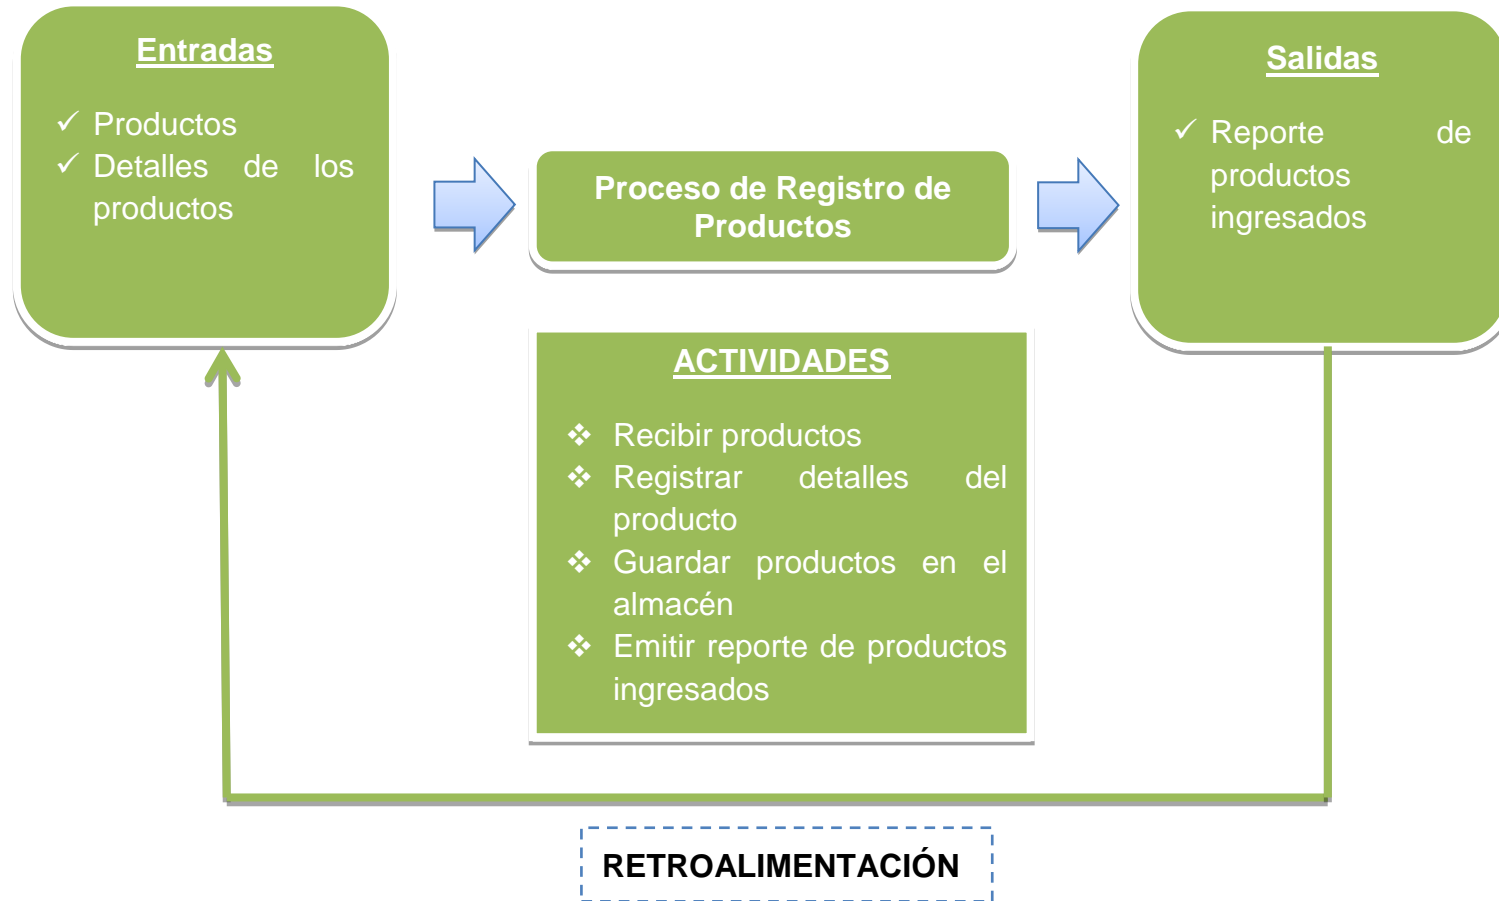 Entradas
Productos
Detalles de los
productos
Proceso de Registro de
Productos
Salidas
Reporte de
productos
ingresados
ACTIVIDADES
Recibir productos
Registrar detalles del
producto
Guardar productos en el
almacén
Emitir reporte de productos
ingresados
RETROALIMENTACIÓN